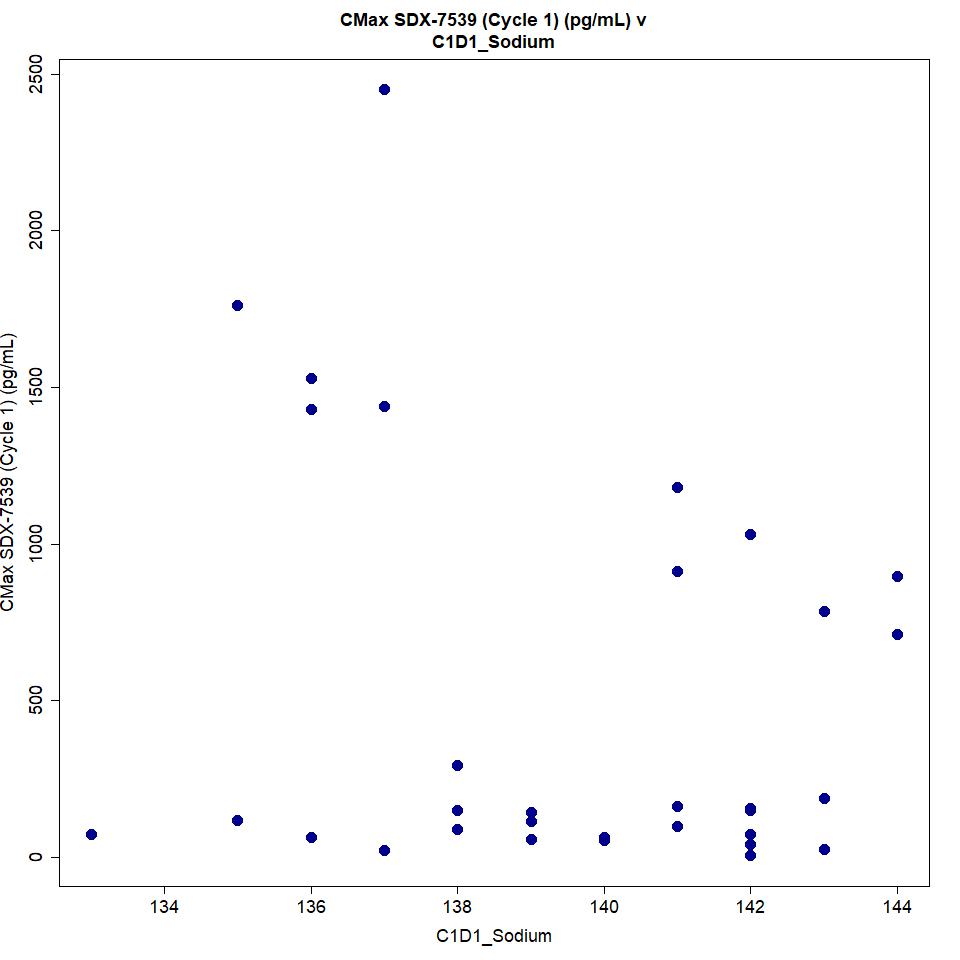 CMax SDX-7539 (Cycle 1) (pg/mL) v
C1D1_Sodium
2500
2000
1500
1000
500
0
CMax SDX-7539 (Cycle 1) (pg/mL)
134 136 138 140 142 144
C1D1_Sodium